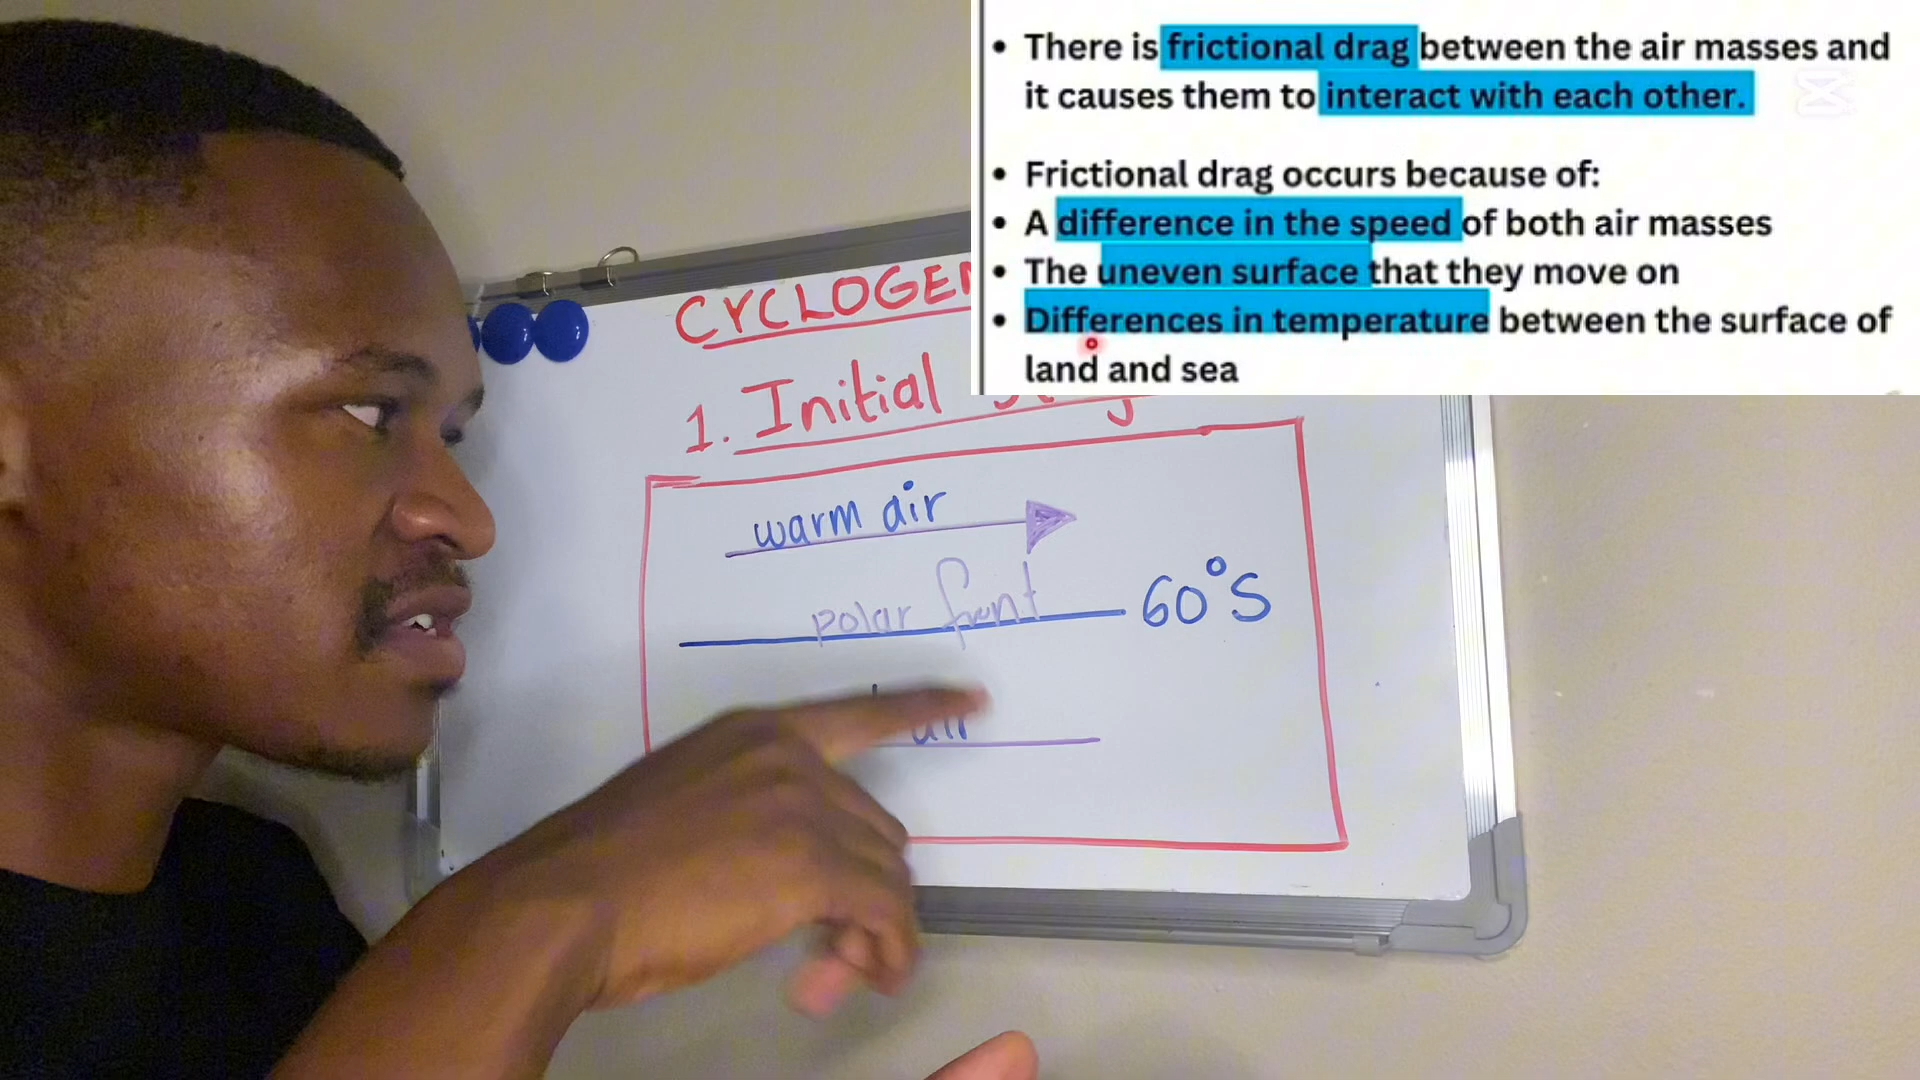 • There is frictional drag between the air masses and
it causes them to interact with each other.
• Frictional drag occurs because of:
• A difference in the speed of both air masses
• The uneven surface that they move on
• Differences in temperature between the surface of
land and sea
1. Initial
warm air
polar front 60°S
air